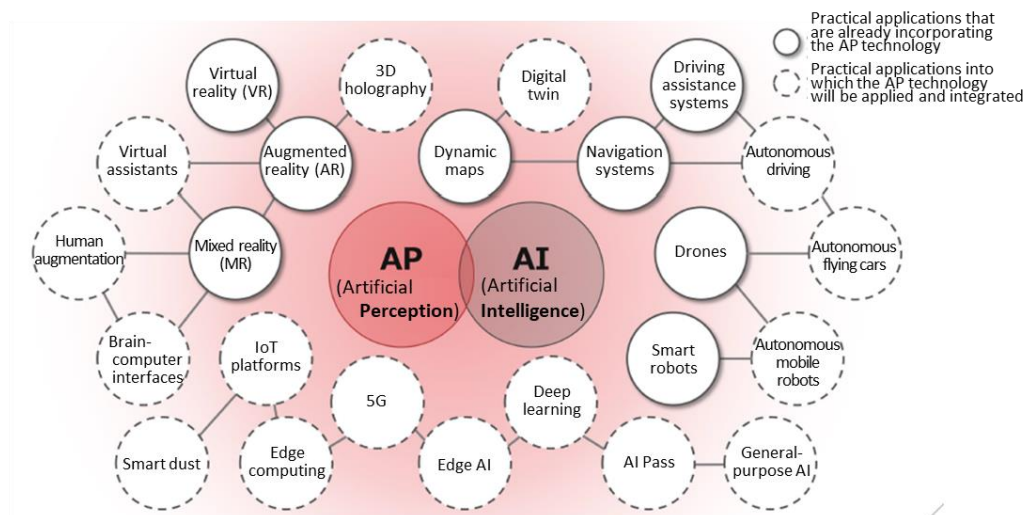 Practical applications that
are already incorporating
the AP technology
Practical applications into
which the AP technology
will be applied and integrated
Virtual
reality (VR)
3D
holography
Digital
twin
Driving
assistance
systems
Virtual
assistants
Augmented
reality (AR)
Dynamic
maps
Navigation
systems
Autonomous
driving
Human
augmentation
Mixed reality
(MR)
AP
(Artificial
Perception)
AI
(Artificial
Intelligence)
Drones
Autonomous
flying cars
Brain-
computer
interfaces
IoT
platforms
5G
Deep
learning
Smart
robots
Autonomous
mobile
robots
Smart dust
Edge
computing
Edge AI
AI Pass
General-
purpose AI